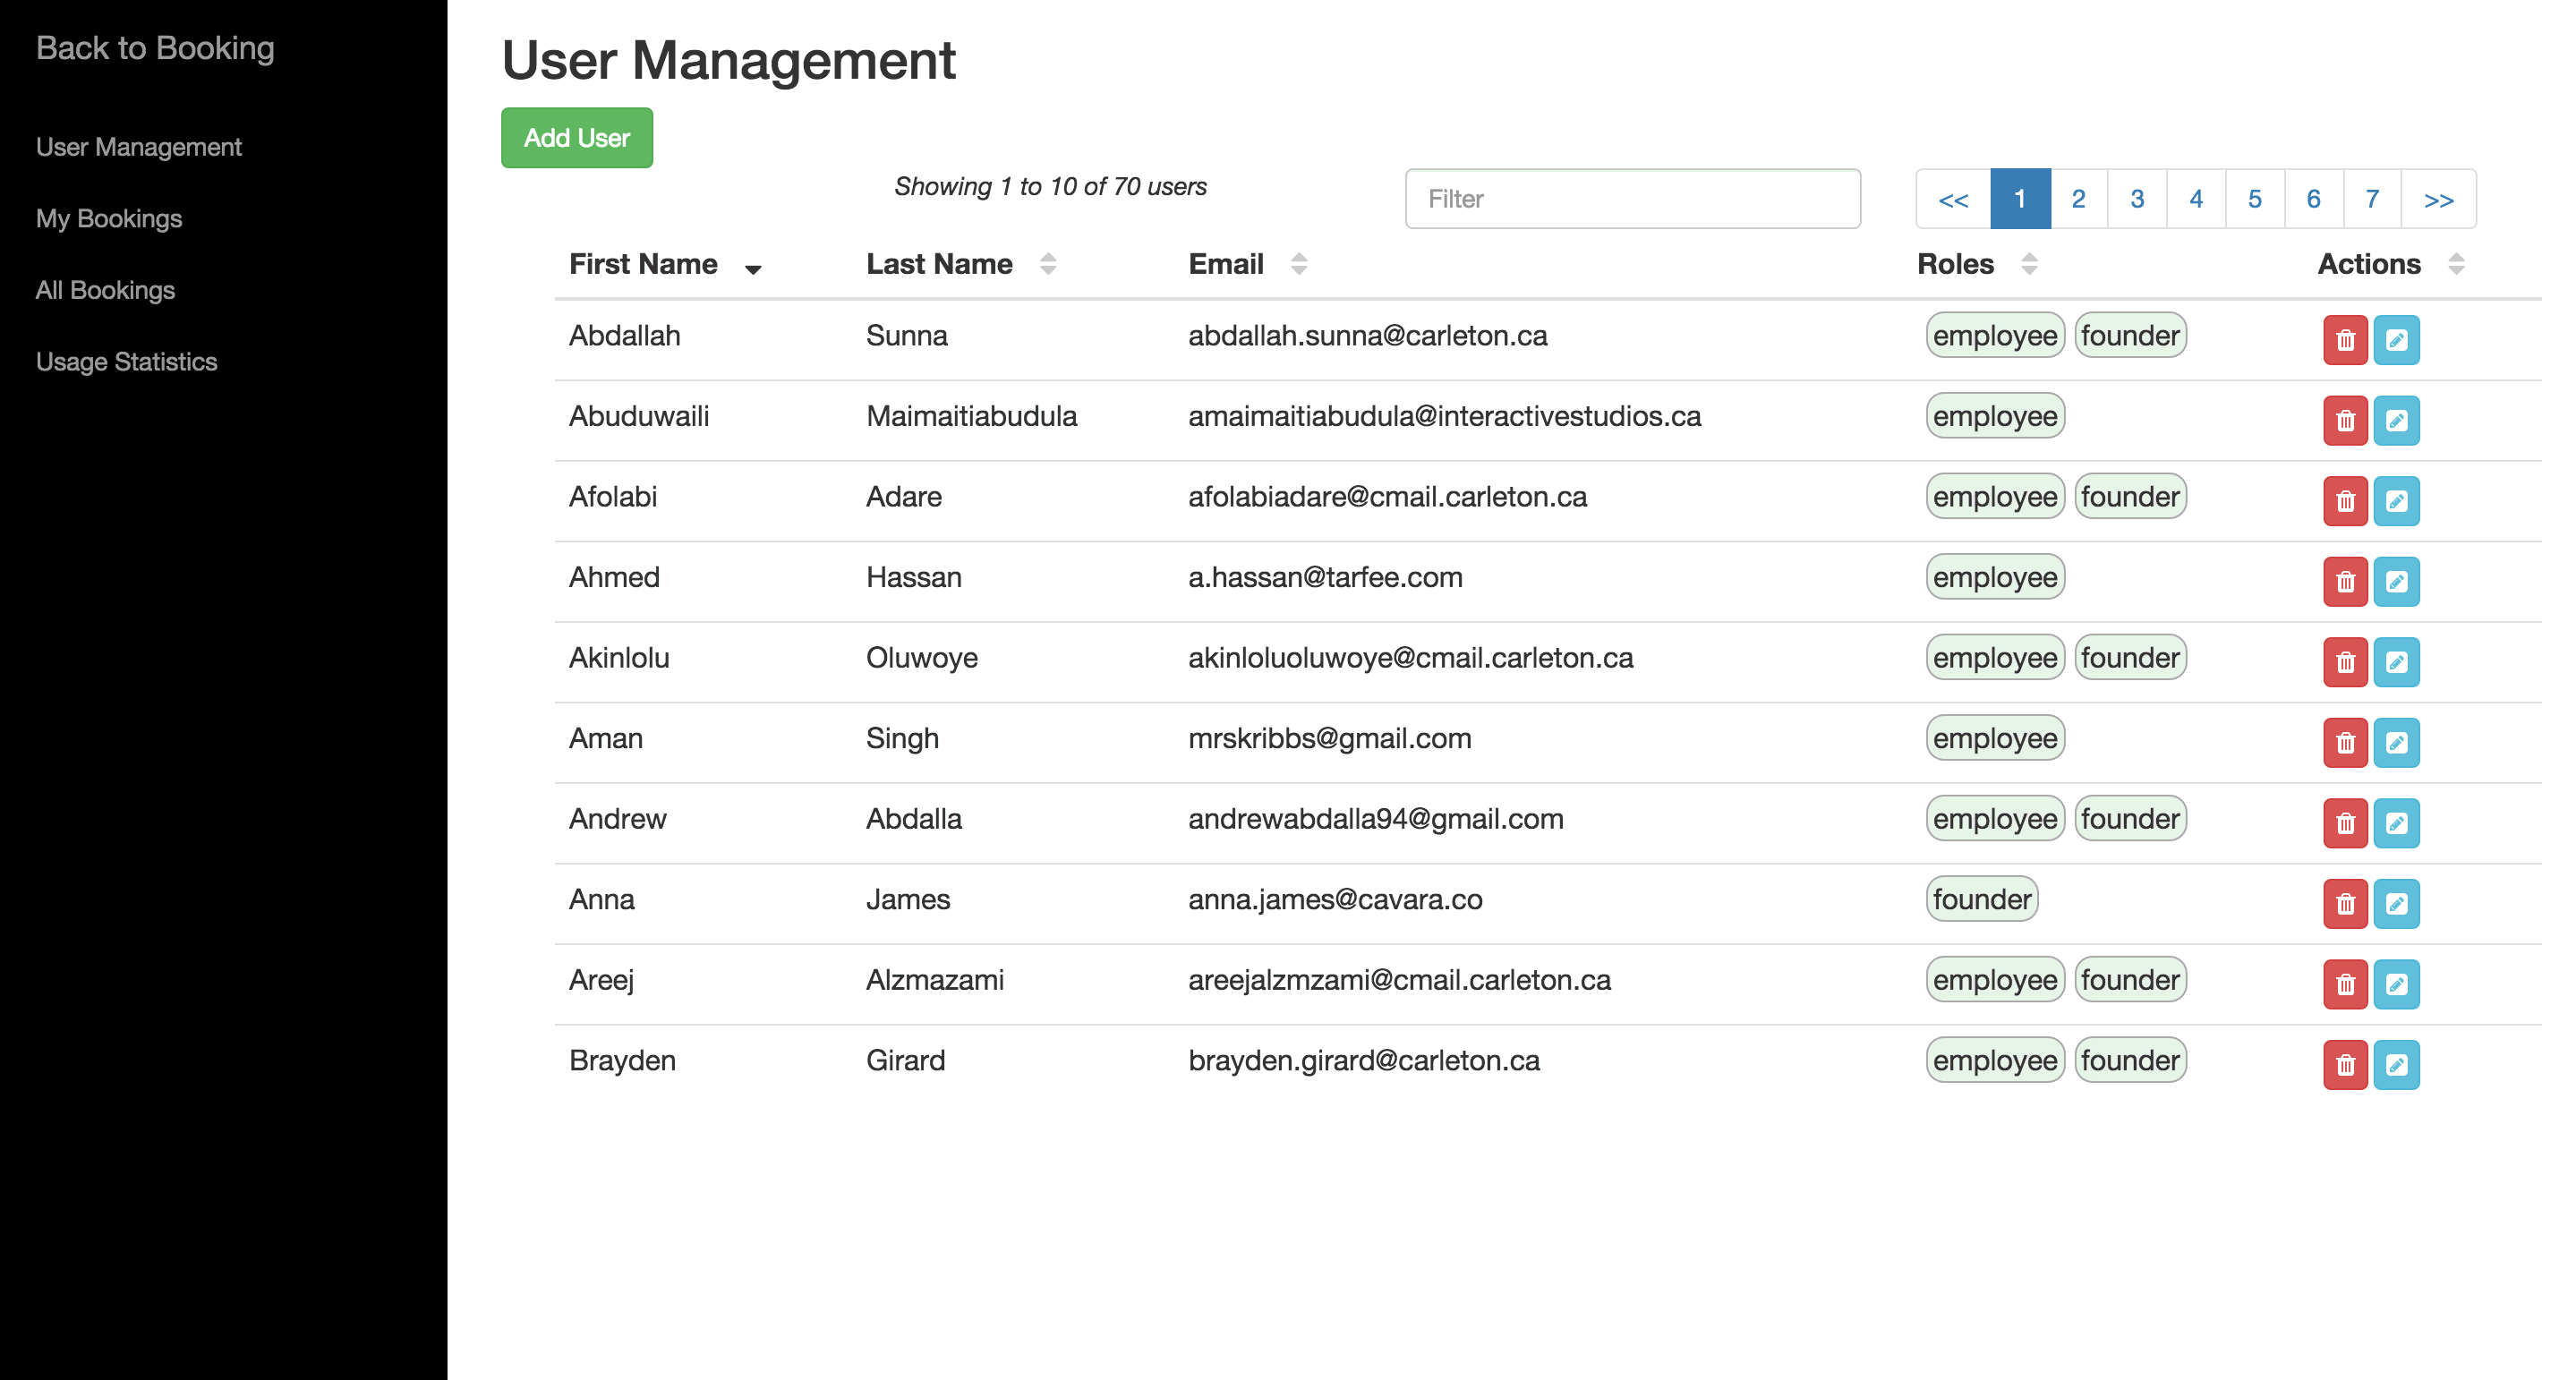 Back to Booking
User Management
My Bookings
All Bookings
Usage Statistics
User Management
Add User
Showing 1 to 10 of 70 users
Filter
<< 1 2 3 4 5 6 7 >>
First Name Last Name Email Roles Actions
Abdallah Sunna abdallah.sunna@carleton.ca employee founder
Abuduwaili Maimaitiabudula amaimaitiabudula@interactivestudios.ca employee
Afolabi Adare afolabiadare@cmail.carleton.ca employee founder
Ahmed Hassan a.hassan@tarfee.com employee
Akinlolu Oluwoye akinloluoluwoye@cmail.carleton.ca employee founder
Aman Singh mrskribbs@gmail.com employee
Andrew Abdalla andrewabdalla94@gmail.com employee founder
Anna James anna.james@cavara.co founder
Areej Alzmazami areejalzmzami@cmail.carleton.ca employee founder
Brayden Girard brayden.girard@carleton.ca employee founder